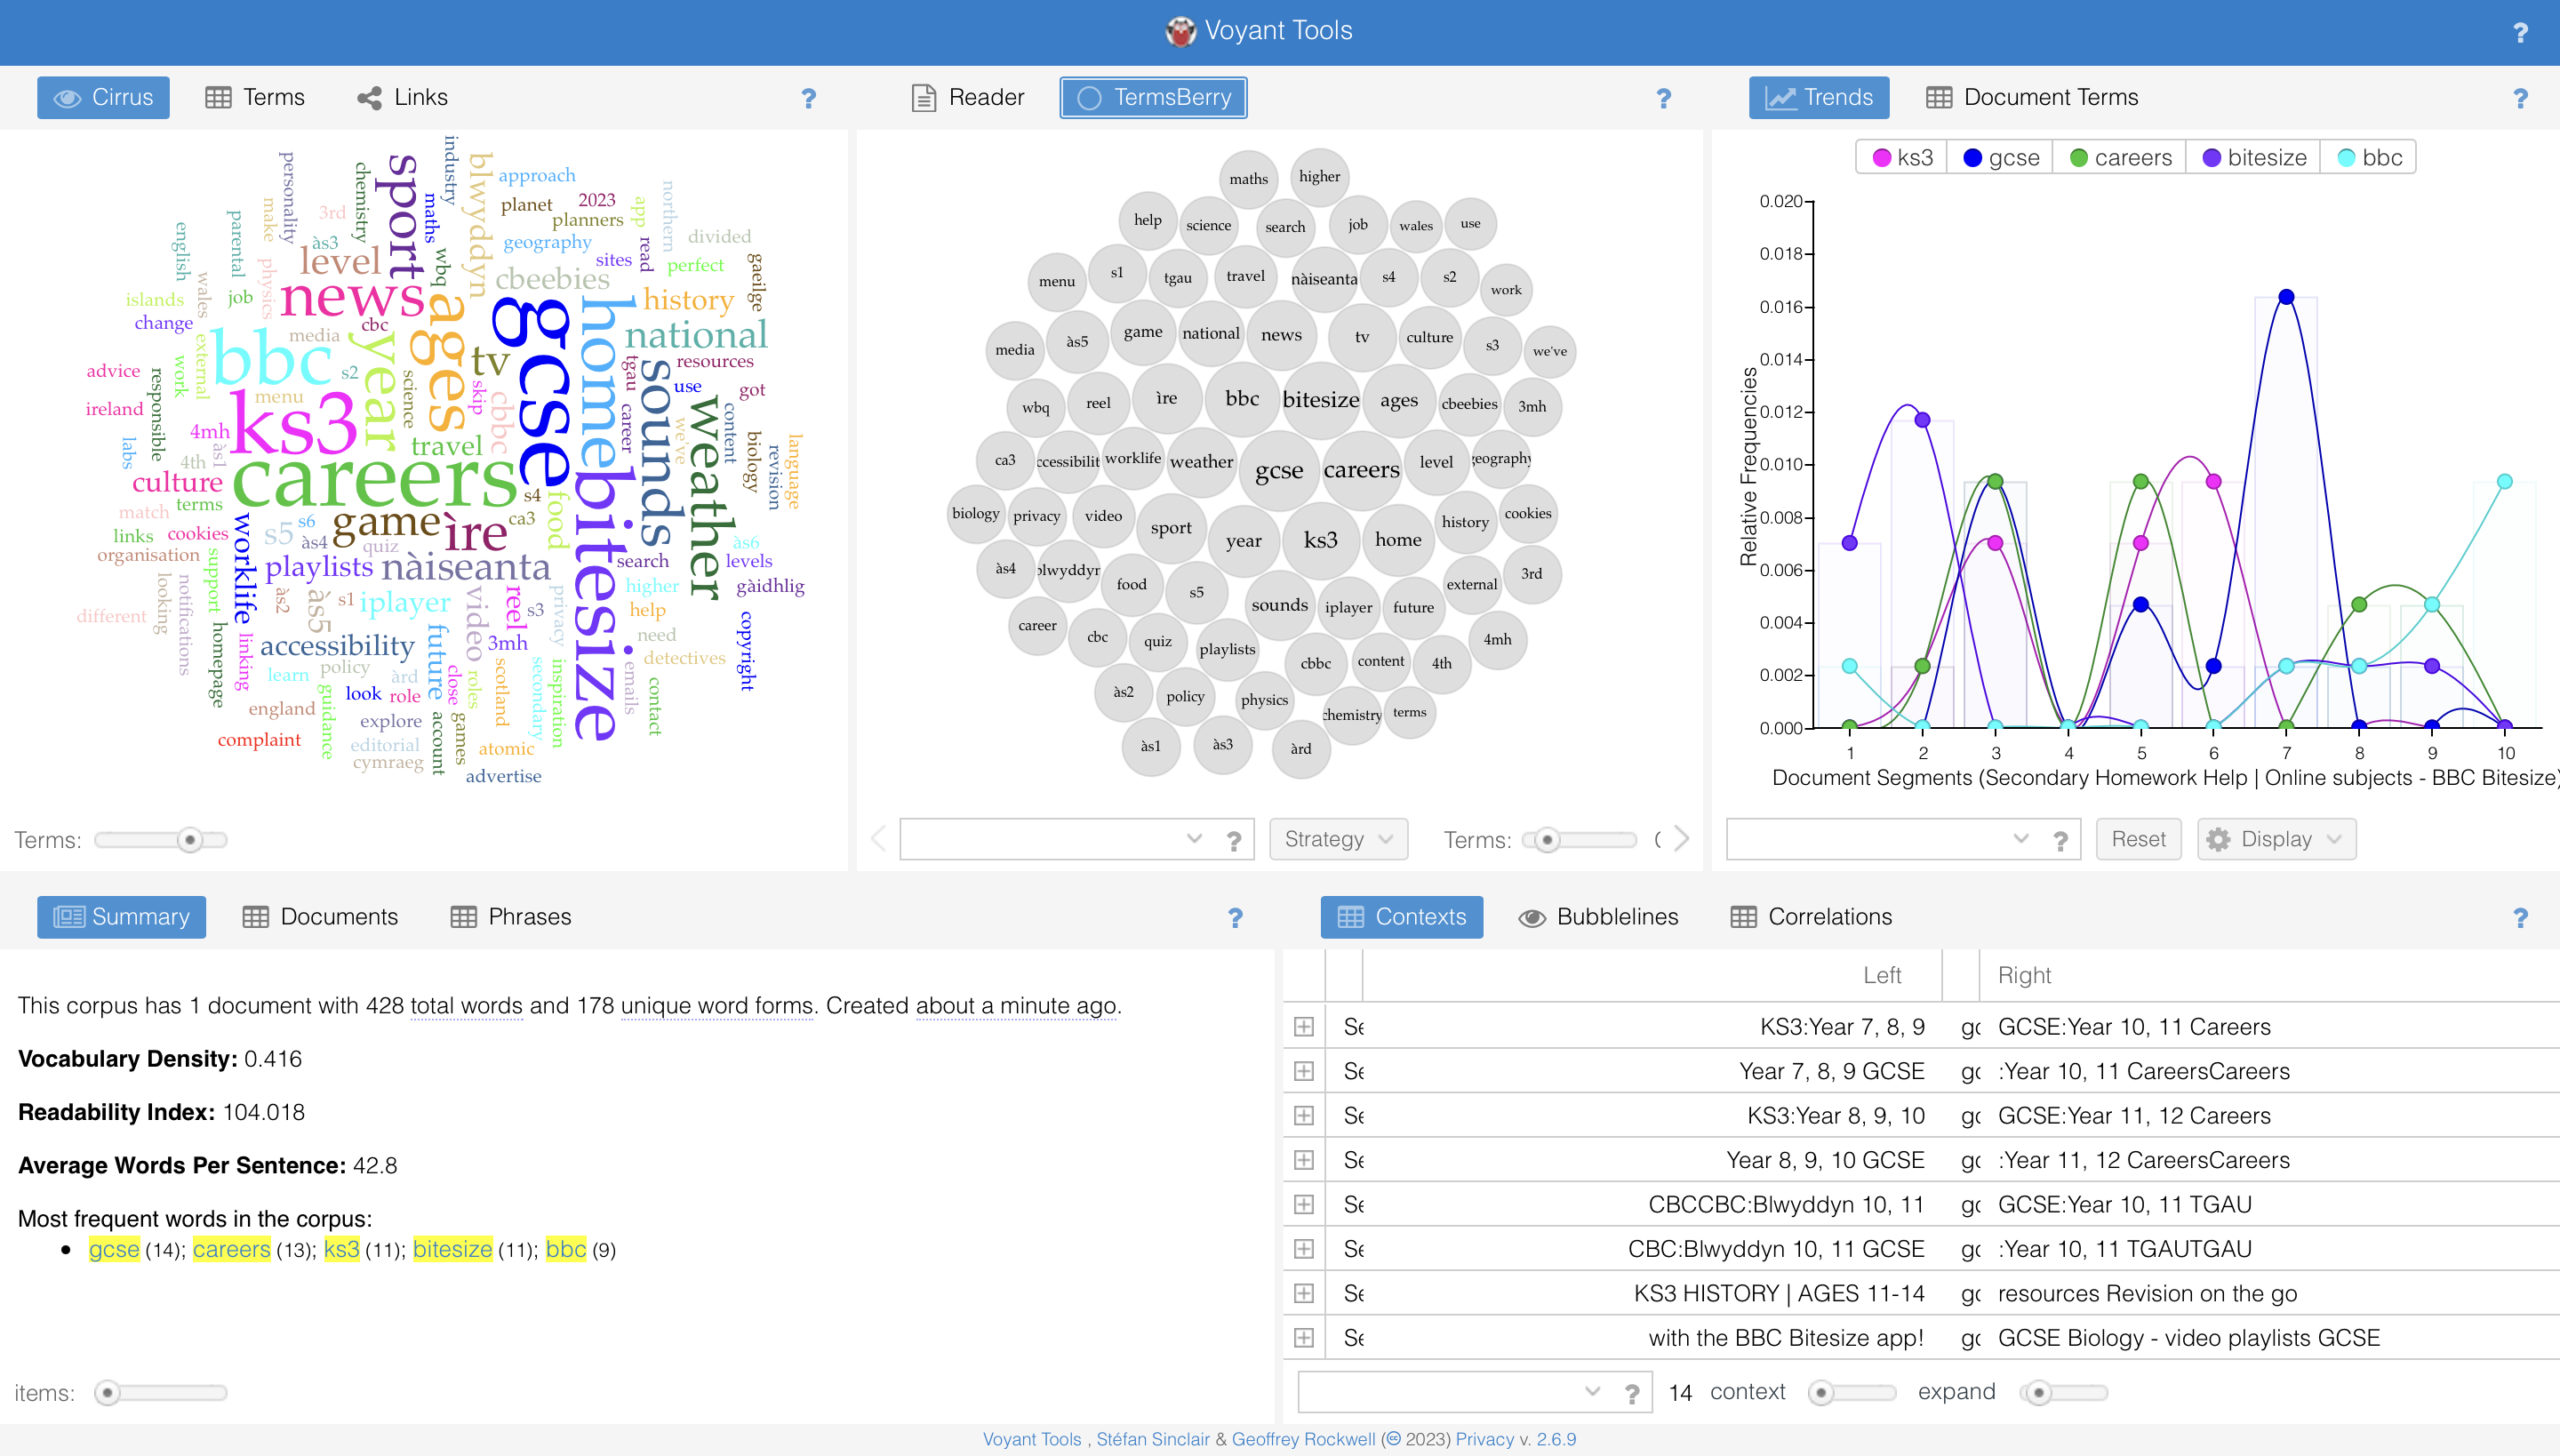 Voyant Tools
?
Cirrus Terms Links ?
Reader TermsBerry ?
Trends Document Terms ?
industry
personality
chemistry
sport
blwyddyn
approach
northern
make
3rd
maths
planet
2023
app
planners
english
parental
às3
wbq
geography
read
divided
level
sites
perfect
gaeilge
wales
physics
cbeebies
islands
job
news
ages
history
change
cbc
gcse
home
external
media
year
national
bbc
tv
tgau
resources
advice
work
s2
science
skip
sounds
use
got
responsible
menu
cbbc
weather
ireland
ks3
career
content
4mh
we've
labs
às1
travel
biology
revision
language
4th
culture
careers
s4
terms
match
s6
game
ìre
ca3
food
bitesize
links
cookies
worklife
s5
às4
quiz
às6
organisation
support
playlists
nàiseanta
search
levels
looking
notifications
às2
às5
s1
iplayer
video
reel
s3
privacy
higher
gàidhlig
different
homepage
help
copyright
linking
accessibility
future
3mh
need
policy
detectives
learn
àrd
close
roles
scotland
secondary
inspiration
emails
contact
look
role
england
guidance
explore
account
games
complaint
editorial
atomic
cymraeg
advertise
maths higher
help science search job wales use
menu s1 tgau travel nàiseanta s4 s2 work
media às5 game national news tv culture s3 we've
wbq reel ìre bbc bitesize ages cbeebies 3mh
ca3 ccessibilit worklife weather gcse careers level geography
biology privacy video sport year ks3 home history cookies
às4 blwyddyn food s5 sounds iplayer future external 3rd
career cbc quiz playlists cbbc content 4th 4mh
às2 policy physics chemistry terms
às1 às3 àrd
ks3 gcse careers bitesize bbc
Relative Frequencies
0.020
0.018
0.016
0.014
0.012
0.010
0.008
0.006
0.004
0.002
0.000
1 2 3 4 5 6 7 8 9 10
Document Segments (Secondary Homework Help | Online subjects - BBC Bitesize)
Terms:
? Strategy Terms: (
? Reset Display
Summary Documents Phrases ?
This corpus has 1 document with 428 total words and 178 unique word forms. Created about a minute ago.
Vocabulary Density: 0.416
Readability Index: 104.018
Average Words Per Sentence: 42.8
Most frequent words in the corpus:
• gcse (14); careers (13); ks3 (11); bitesize (11); bbc (9)
items:
Contexts Bubblelines Correlations ?
Left Right
Se KS3:Year 7, 8, 9 gc GCSE:Year 10, 11 Careers
Se Year 7, 8, 9 GCSE gc :Year 10, 11 CareersCareers
Se KS3:Year 8, 9, 10 gc GCSE:Year 11, 12 Careers
Se Year 8, 9, 10 GCSE gc :Year 11, 12 CareersCareers
Se CBCCBC:Blwyddyn 10, 11 gc GCSE:Year 10, 11 TGAU
Se CBC:Blwyddyn 10, 11 GCSE gc :Year 10, 11 TGAUTGAU
Se KS3 HISTORY | AGES 11-14 gc resources Revision on the go
Se with the BBC Bitesize app! gc GCSE Biology - video playlists GCSE
? 14 context expand
Voyant Tools , Stéfan Sinclair & Geoffrey Rockwell (cc 2023) Privacy v. 2.6.9